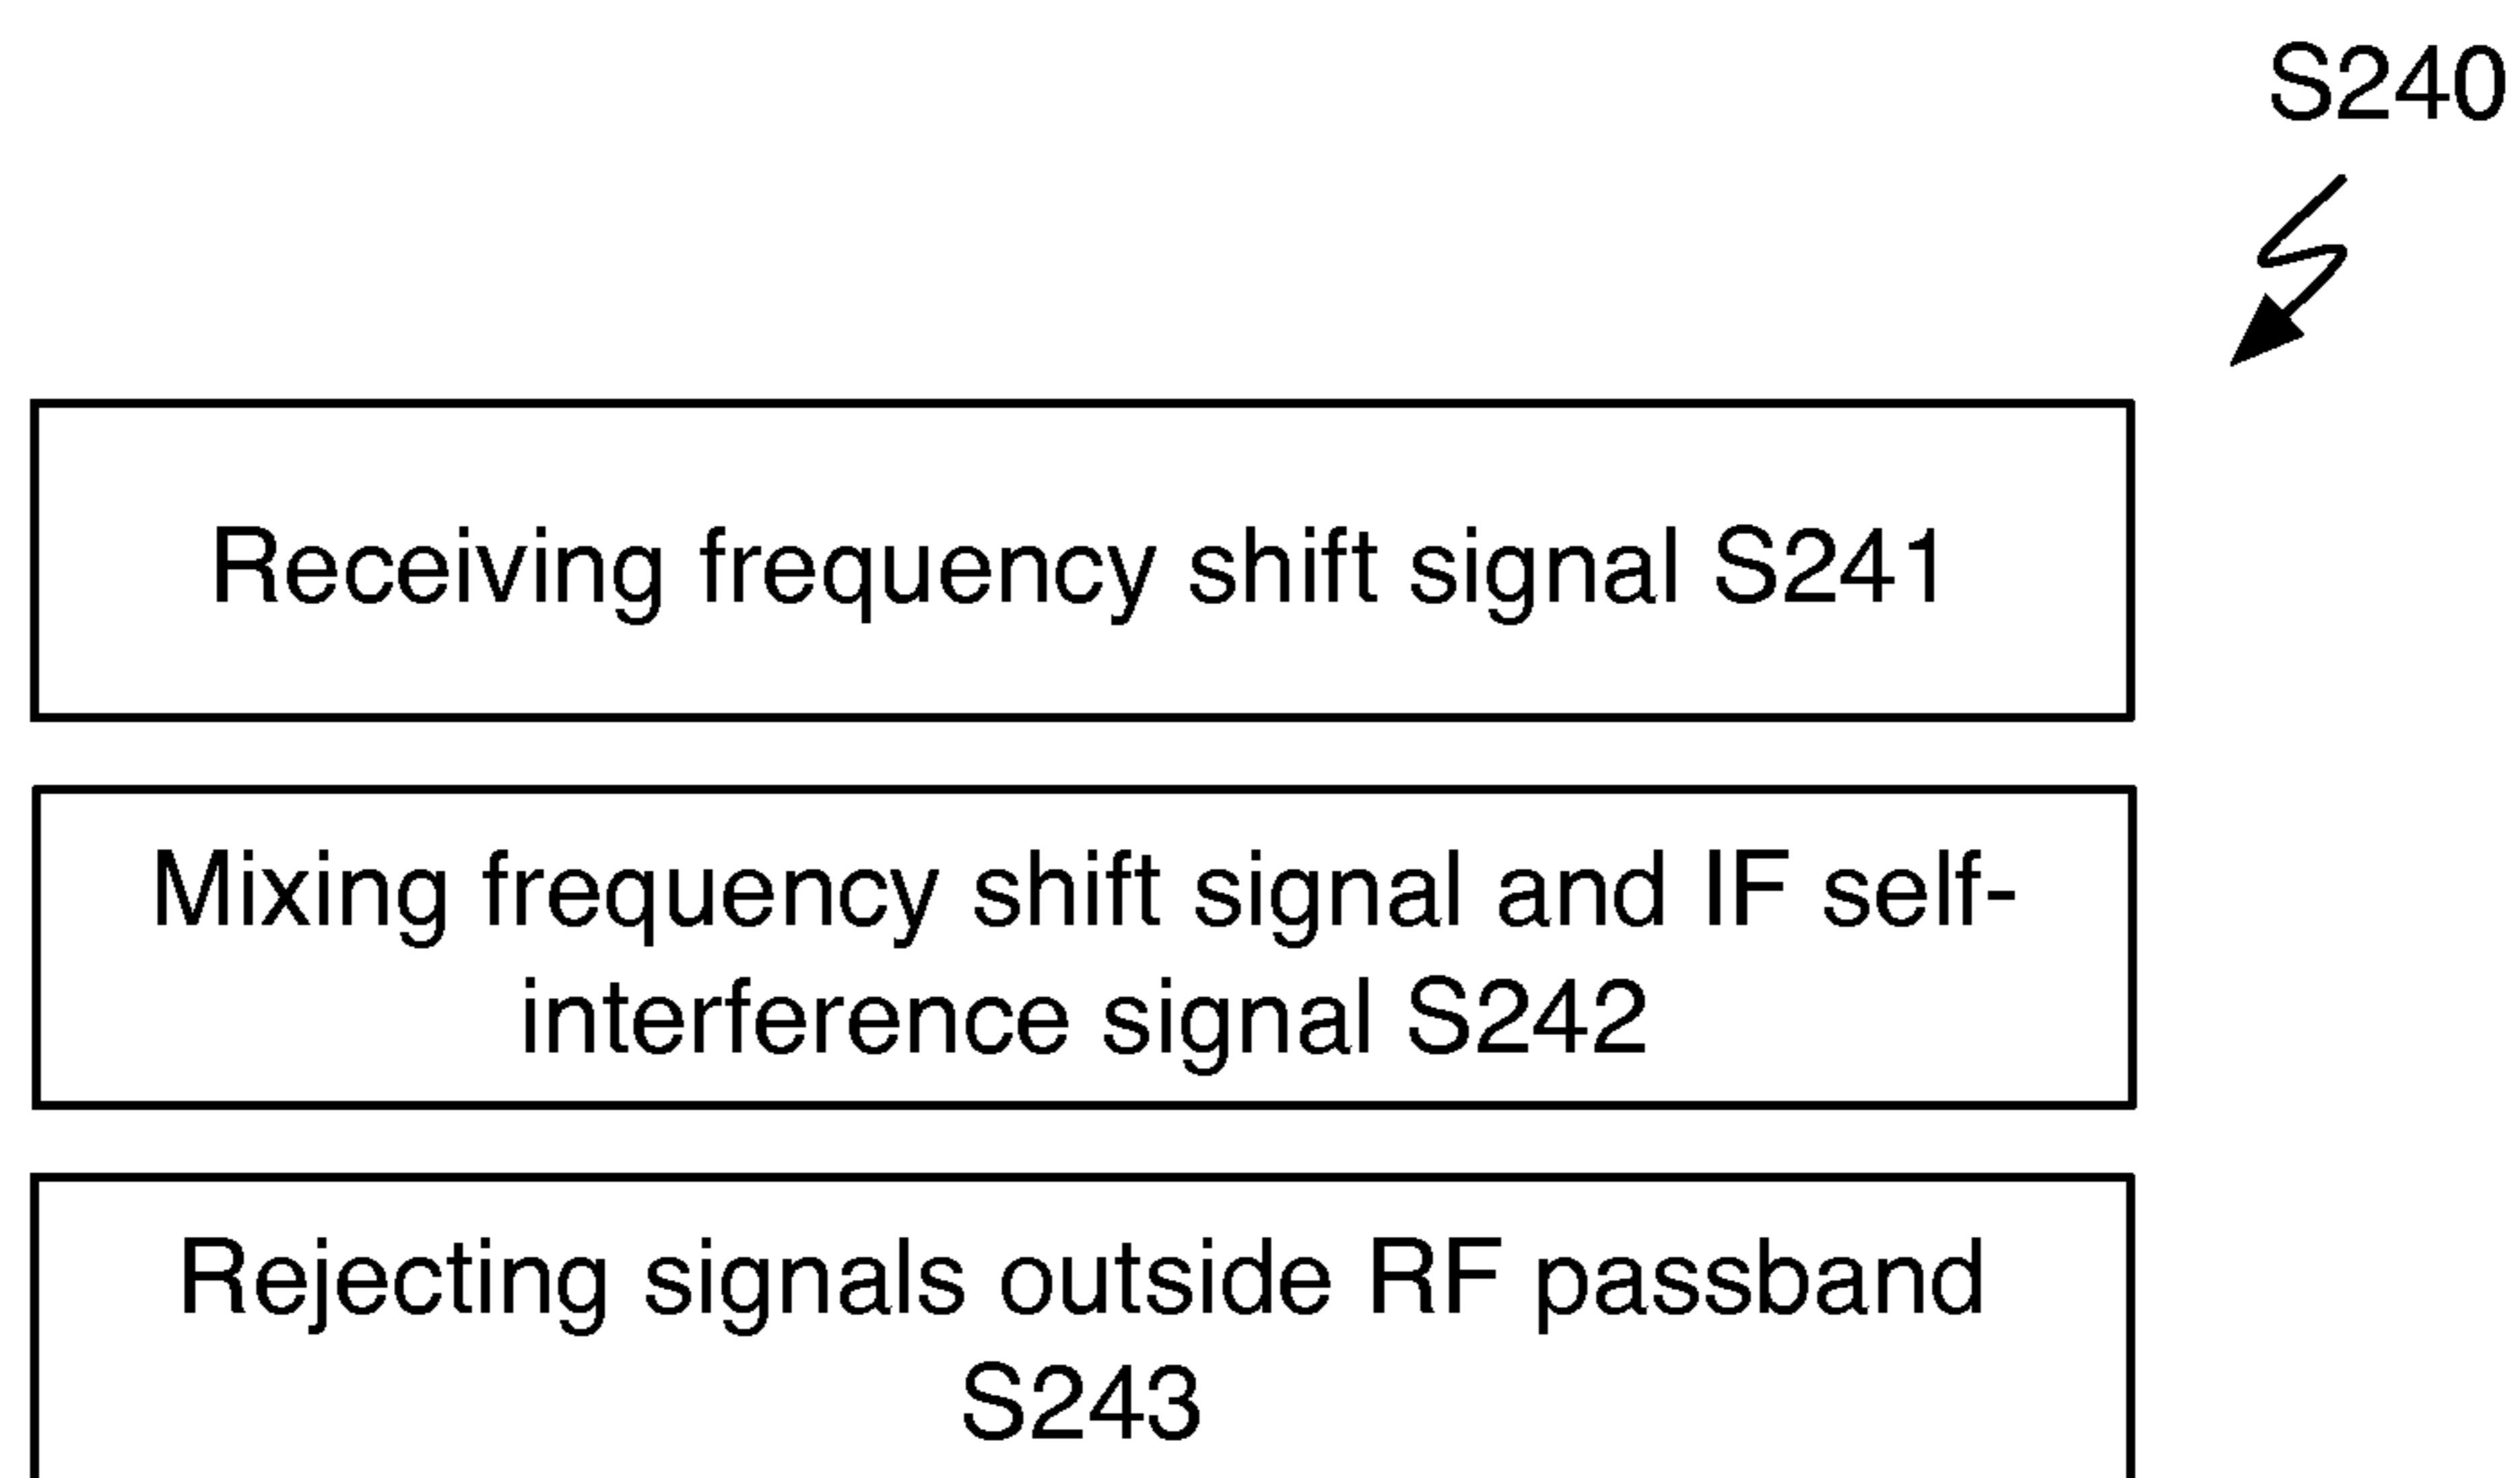 S240
Receiving frequency shift signal S241
Mixing frequency shift signal and IF self-
interference signal S242
Rejecting signals outside RF passband
S243